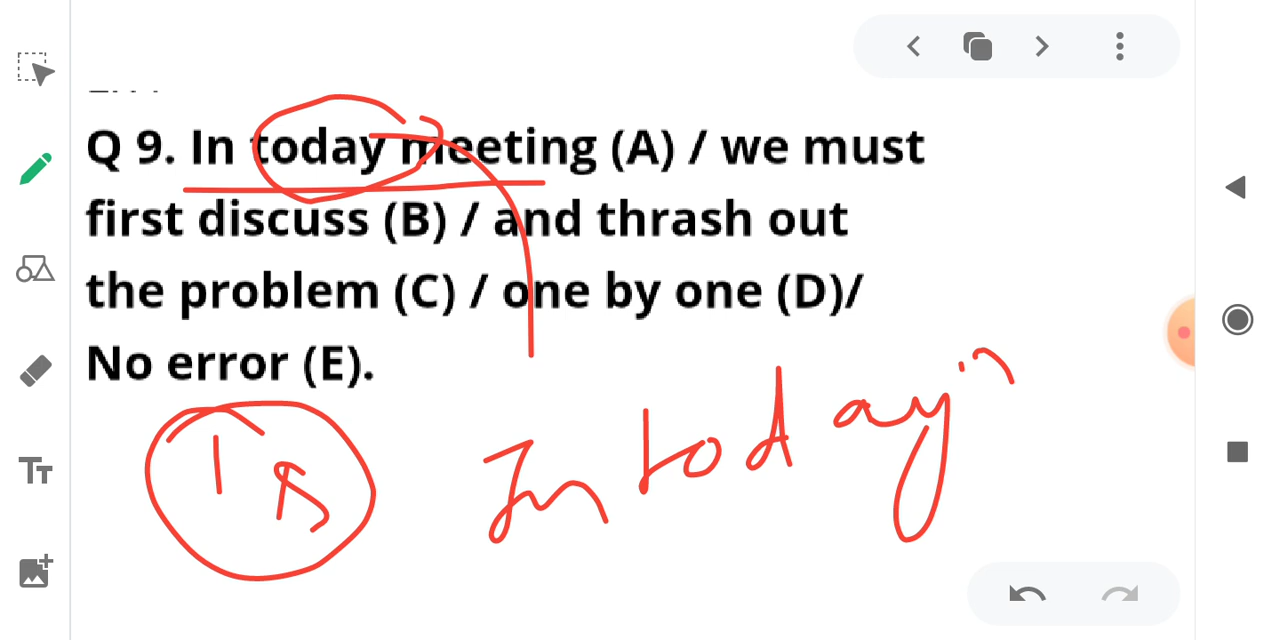 Q 9. In today meeting (A) / we must
first discuss (B) / and thrash out
the problem (C) / one by one (D)/
No error (E).
In today